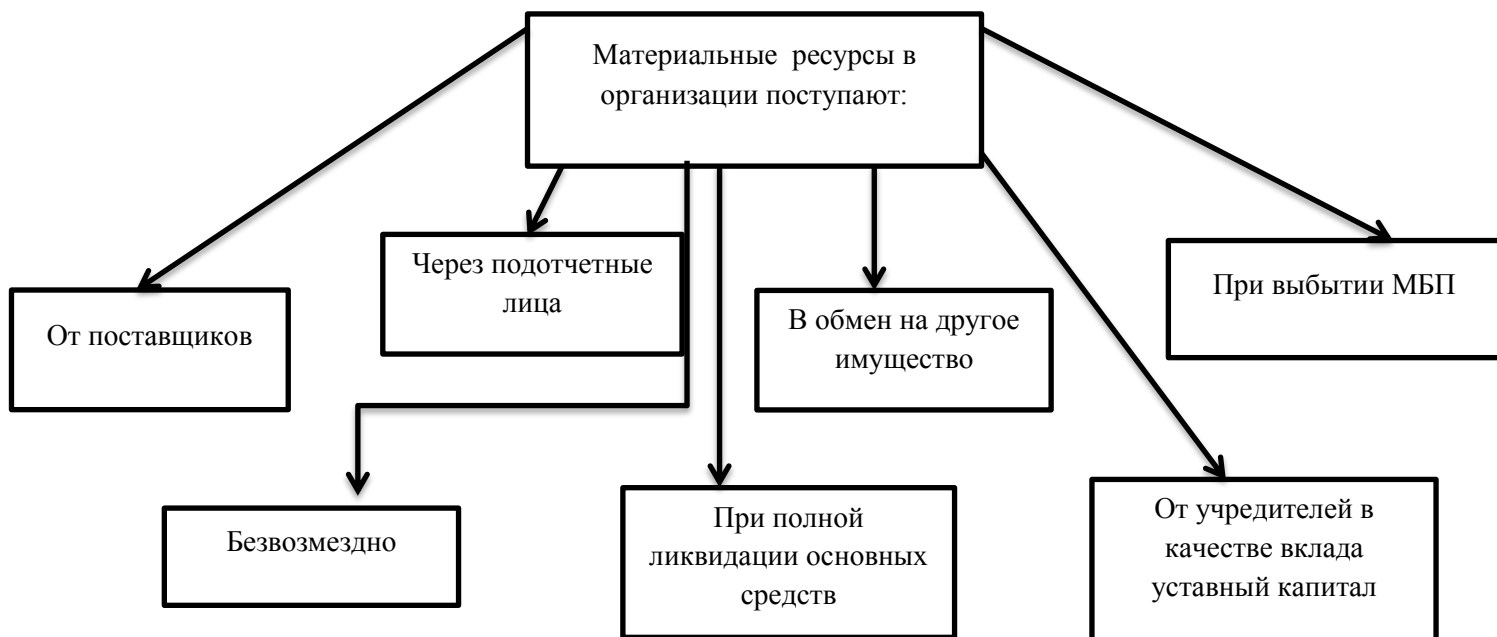 Материальные ресурсы в
организации поступают:
Через подотчетные
лица
При выбытии МБП
От поставщиков
В обмен на другое
имущество
Безвозмездно
При полной
ликвидации основных
средств
От учредителей в
качестве вклада
уставный капитал